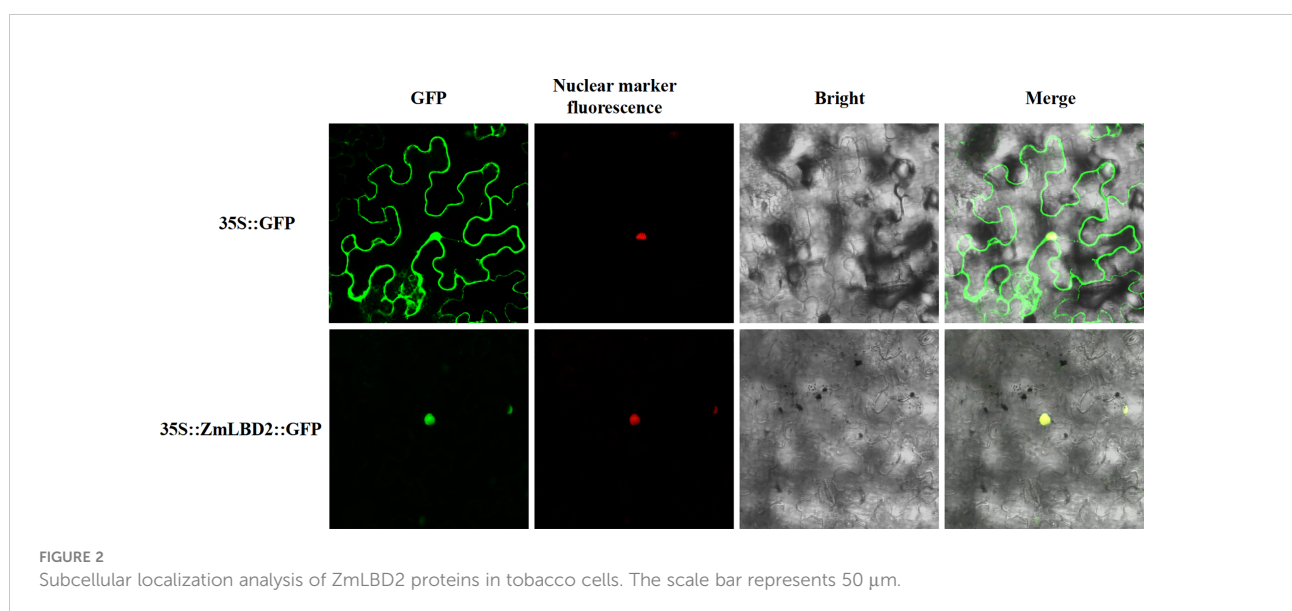 GFP
Nuclear marker
fluorescence
Bright
Merge
35S::GFP
35S::ZmLBD2::GFP
FIGURE 2
Subcellular localization analysis of ZmLBD2 proteins in tobacco cells. The scale bar represents 50 μm.